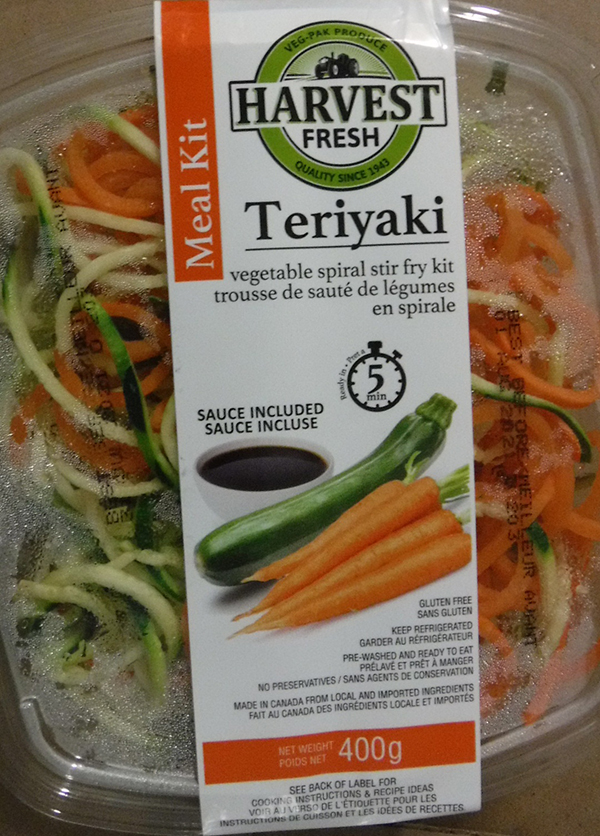 VEG-PAK PRODUCE
HARVEST
FRESH
QUALITY SINCE 1943
Meal Kit
Teriyaki
vegetable spiral stir fry kit
trousse de sauté de légumes
en spirale
Ready in • Prêt à
5
min
SAUCE INCLUDED
SAUCE INCLUSE
GLUTEN FREE
SANS GLUTEN
KEEP REFRIGERATED
GARDER AU RÉFRIGÉRATEUR
PRE-WASHED AND READY TO EAT
PRÉLAVÉ ET PRÊT À MANGER
NO PRESERVATIVES / SANS AGENTS DE CONSERVATION
MADE IN CANADA FROM LOCAL AND IMPORTED INGREDIENTS
FAIT AU CANADA DES INGRÉDIENTS LOCALE ET IMPORTÉS
NET WEIGHT
POIDS NET
400g
SEE BACK OF LABEL FOR
COOKING INSTRUCTIONS & RECIPE IDEAS
VOIR AU VERSO DE L'ÉTIQUETTE POUR LES
INSTRUCTIONS DE CUISSON ET LES IDÉES DE RECETTES.
BEST BEFORE/MEILLEUR AVANT